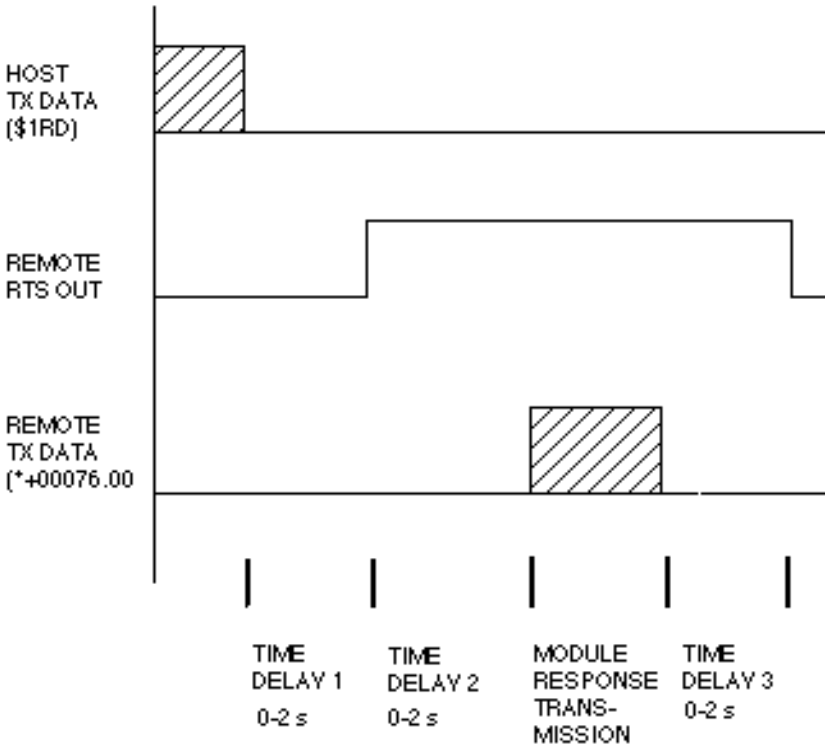 HOST
TX DATA
($1RD)
REMOTE
RTS OUT
REMOTE
TX DATA
(*+00076.00
TIME
DELAY 1
0-2 s
TIME
DELAY 2
0-2 s
MODULE
RESPONSE
TRANS-
MISSION
TIME
DELAY 3
0-2 s